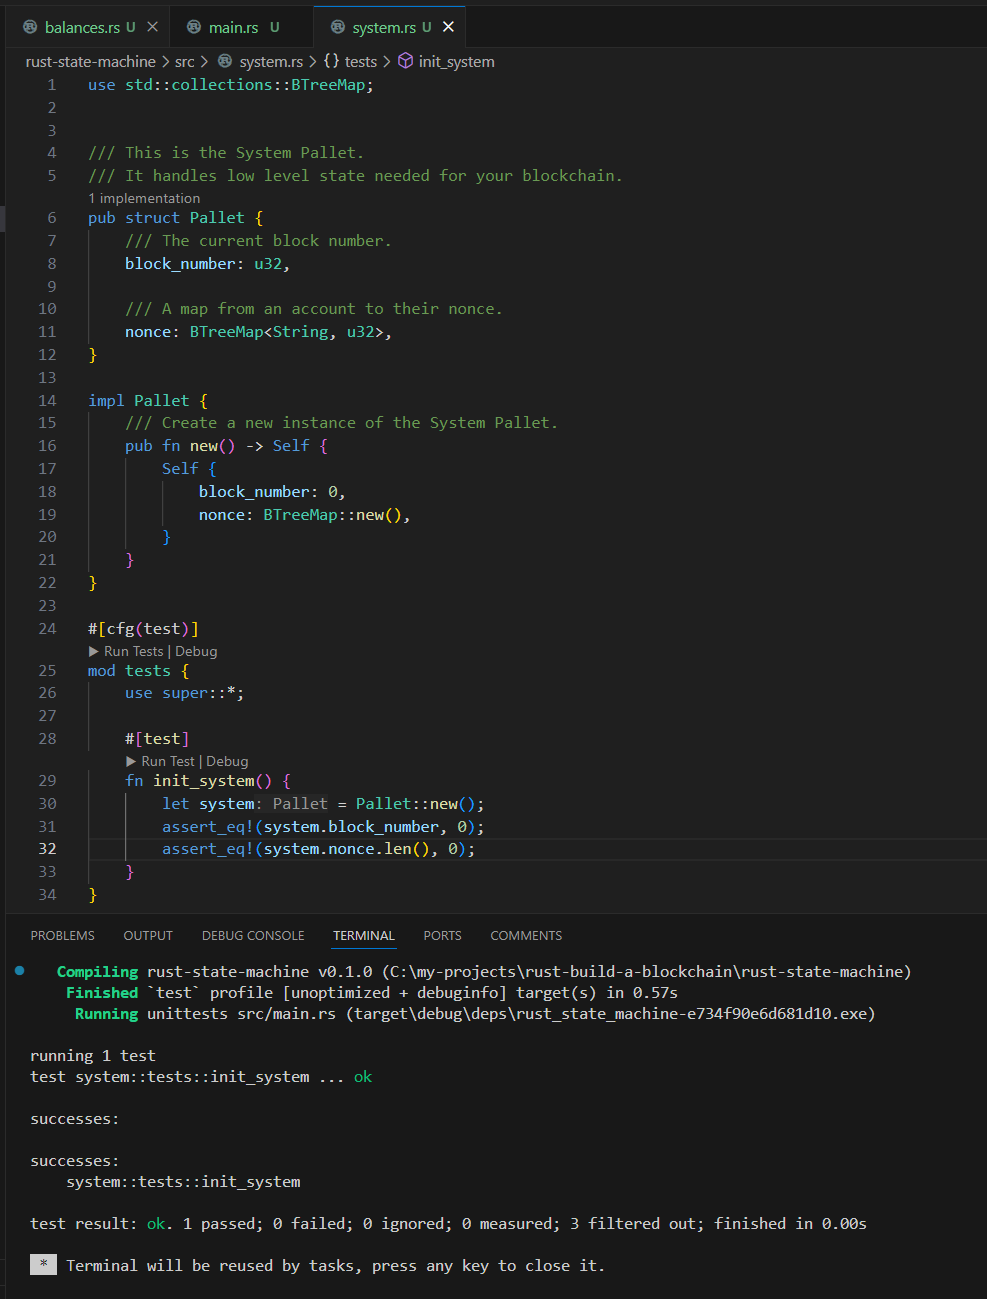 balances.rs U ×
main.rs U
system.rs U ×
rust-state-machine > src > system.rs > {} tests > init_system
1 use std::collections::BTreeMap;
2
3
4 /// This is the System Pallet.
5 /// It handles low level state needed for your blockchain.
1 implementation
6 pub struct Pallet {
7     /// The current block number.
8     block_number: u32,
9
10     /// A map from an account to their nonce.
11     nonce: BTreeMap<String, u32>,
12 }
13
14 impl Pallet {
15     /// Create a new instance of the System Pallet.
16     pub fn new() -> Self {
17         Self {
18             block_number: 0,
19             nonce: BTreeMap::new(),
20         }
21     }
22 }
23
24 #[cfg(test)]
▶ Run Tests | Debug
25 mod tests {
26     use super::*;
27
28     #[test]
▶ Run Test | Debug
29     fn init_system() {
30         let system: Pallet = Pallet::new();
31         assert_eq!(system.block_number, 0);
32         assert_eq!(system.nonce.len(), 0);
33     }
34 }
PROBLEMS OUTPUT DEBUG CONSOLE TERMINAL PORTS COMMENTS
Compiling rust-state-machine v0.1.0 (C:\my-projects\rust-build-a-blockchain\rust-state-machine)
Finished `test` profile [unoptimized + debuginfo] target(s) in 0.57s
Running unittests src/main.rs (target\debug\deps\rust_state_machine-e734f90e6d681d10.exe)
running 1 test
test system::tests::init_system ... ok
successes:
successes:
    system::tests::init_system
test result: ok. 1 passed; 0 failed; 0 ignored; 0 measured; 3 filtered out; finished in 0.00s
* Terminal will be reused by tasks, press any key to close it.